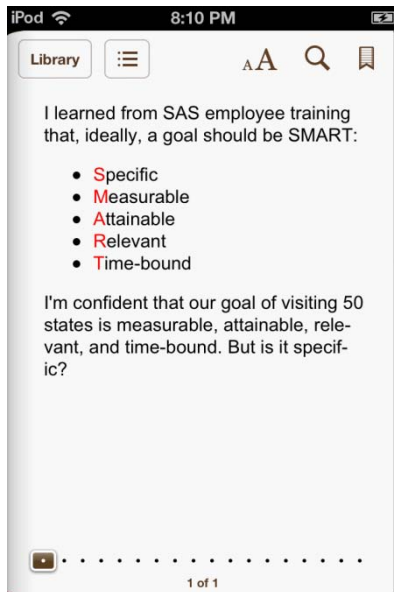 iPod 8:10 PM
Library AA
I learned from SAS employee training
that, ideally, a goal should be SMART:
• Specific
• Measurable
• Attainable
• Relevant
• Time-bound
I'm confident that our goal of visiting 50
states is measurable, attainable, rele-
vant, and time-bound. But is it specif-
ic?
1 of 1